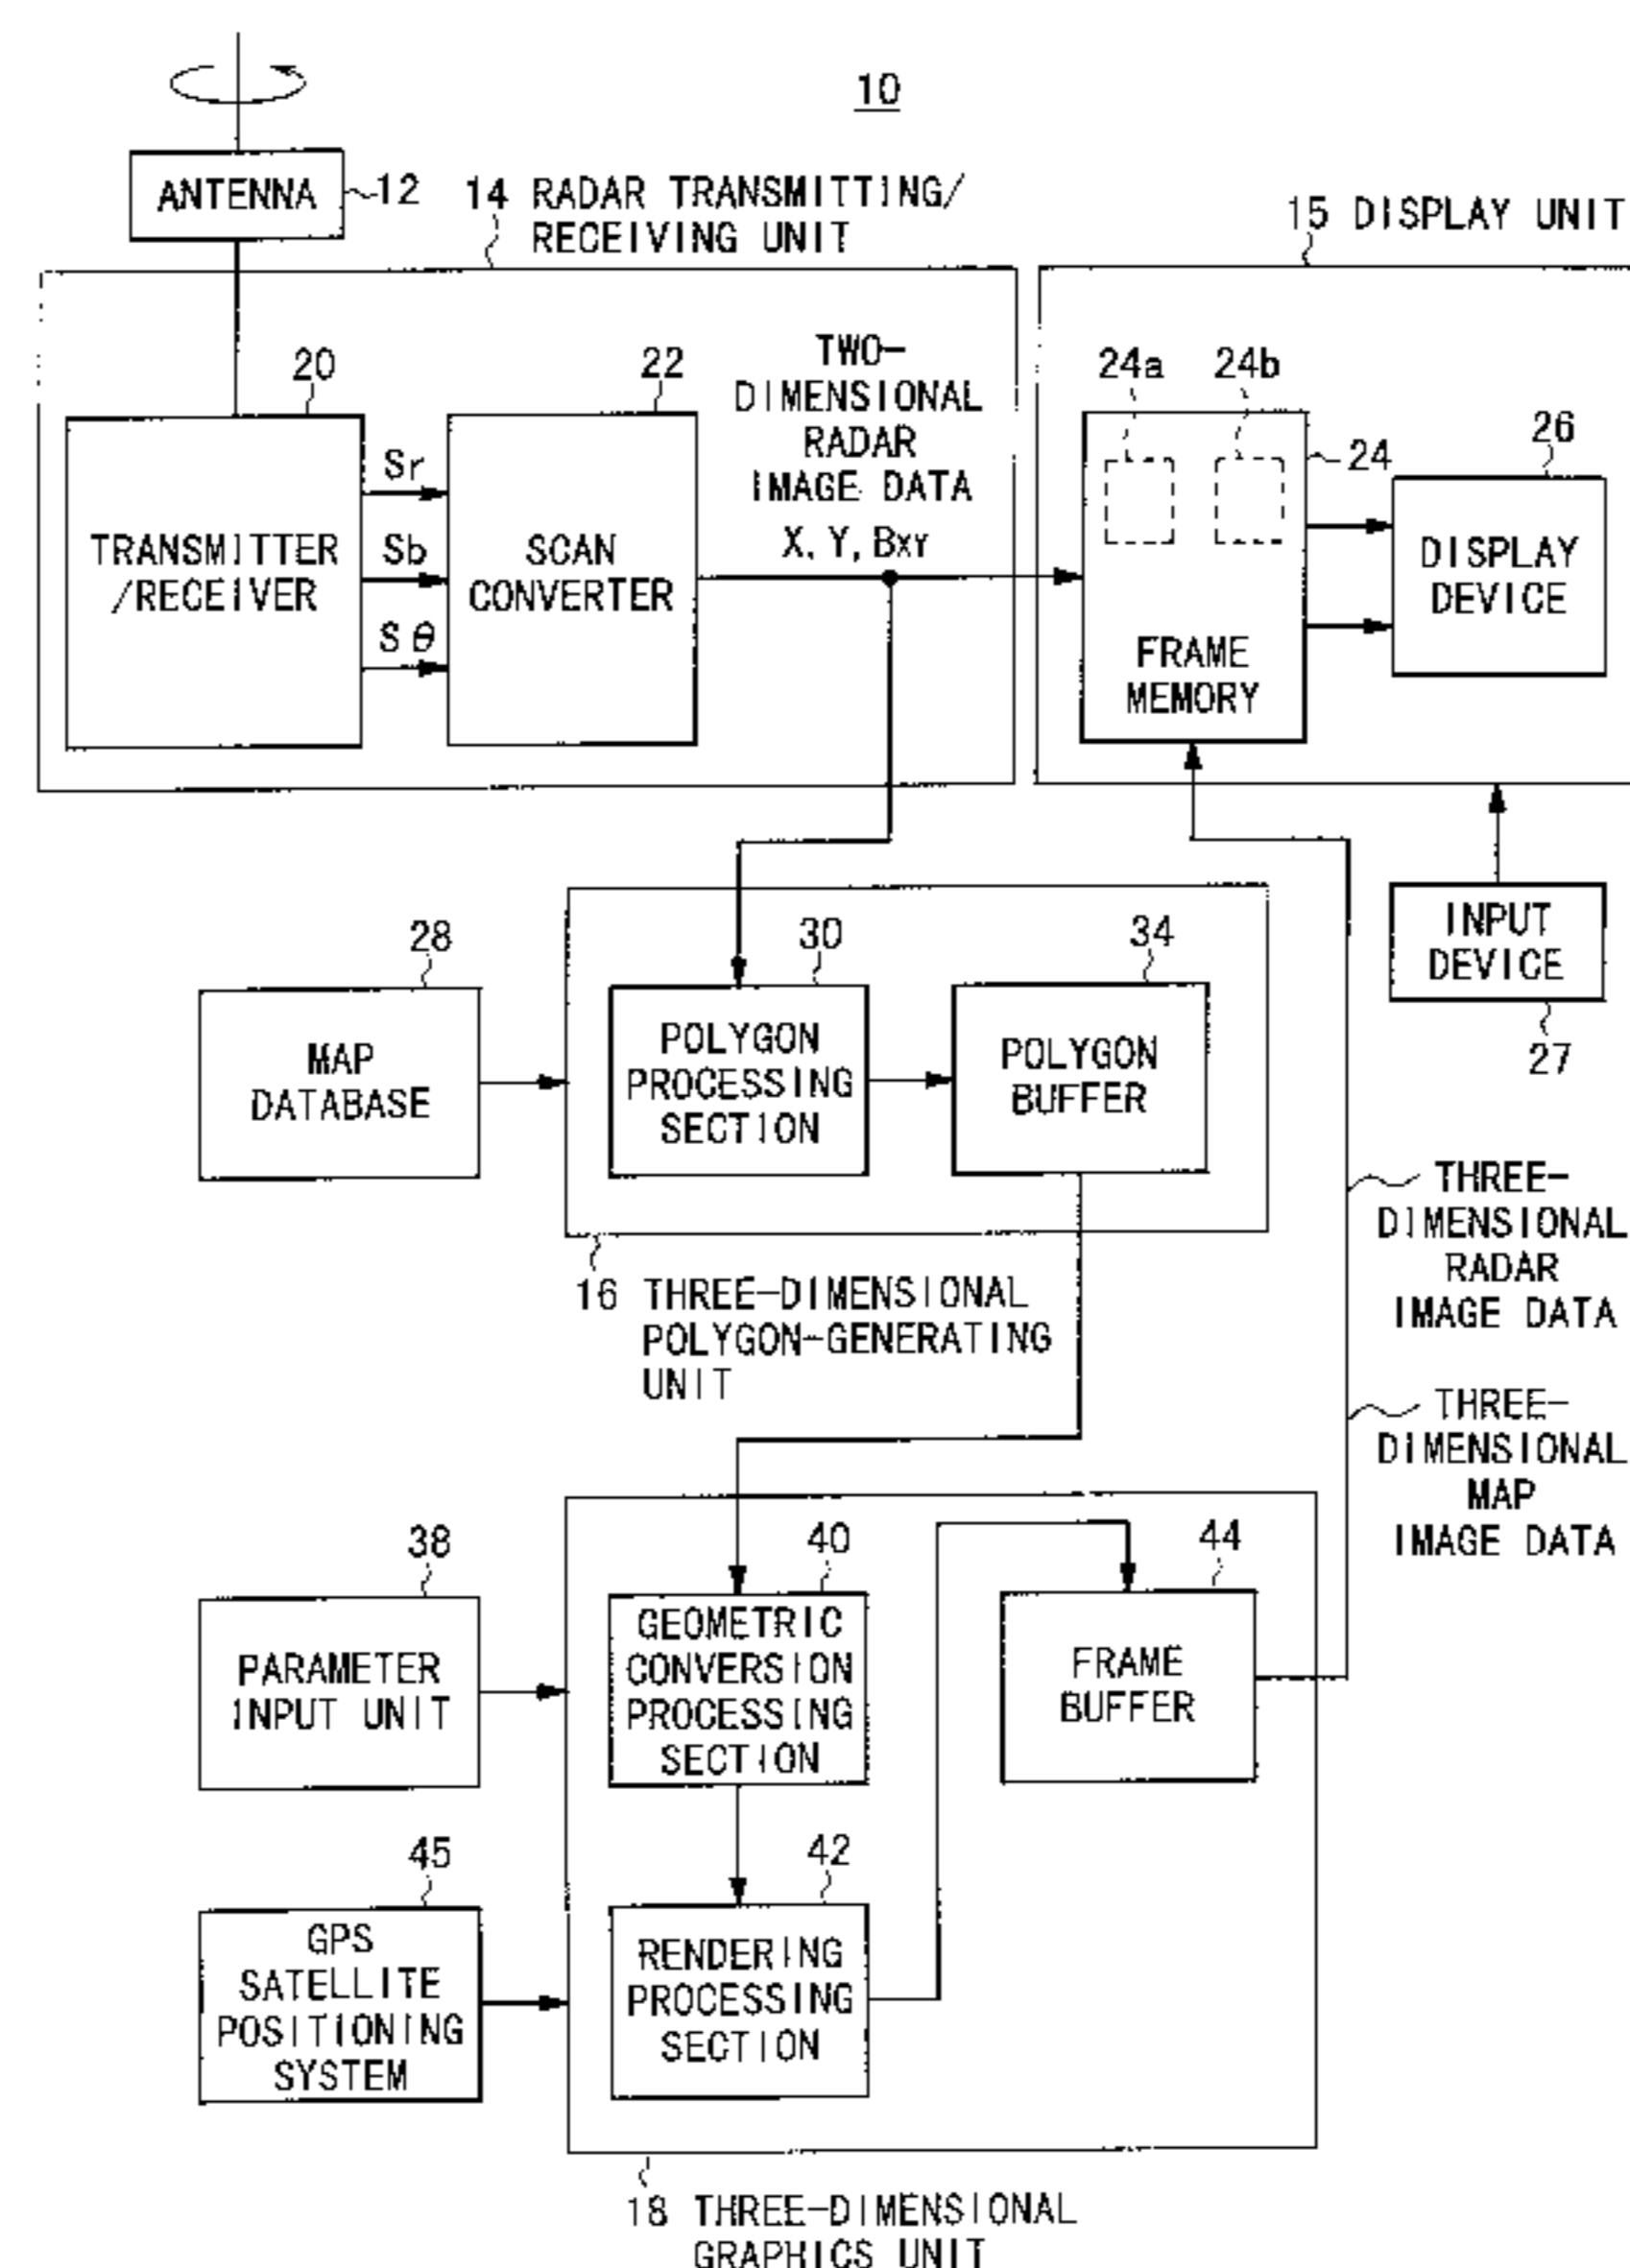 10
ANTENNA
12
14 RADAR TRANSMITTING/
RECEIVING UNIT
15 DISPLAY UNIT
20
22
TWO-
DIMENSIONAL
RADAR
IMAGE DATA
X, Y, BXY
24a
24b
24
26
Sr
Sb
Sθ
TRANSMITTER
/RECEIVER
SCAN
CONVERTER
FRAME
MEMORY
DISPLAY
DEVICE
INPUT
DEVICE
27
28
30
34
MAP
DATABASE
POLYGON
PROCESSING
SECTION
POLYGON
BUFFER
16 THREE-DIMENSIONAL
POLYGON-GENERATING
UNIT
THREE-
DIMENSIONAL
RADAR
IMAGE DATA
THREE-
DIMENSIONAL
MAP
IMAGE DATA
38
40
44
PARAMETER
INPUT UNIT
GEOMETRIC
CONVERSION
PROCESSING
SECTION
FRAME
BUFFER
45
42
GPS
SATELLITE
POSITIONING
SYSTEM
RENDERING
PROCESSING
SECTION
18 THREE-DIMENSIONAL
GRAPHICS UNIT